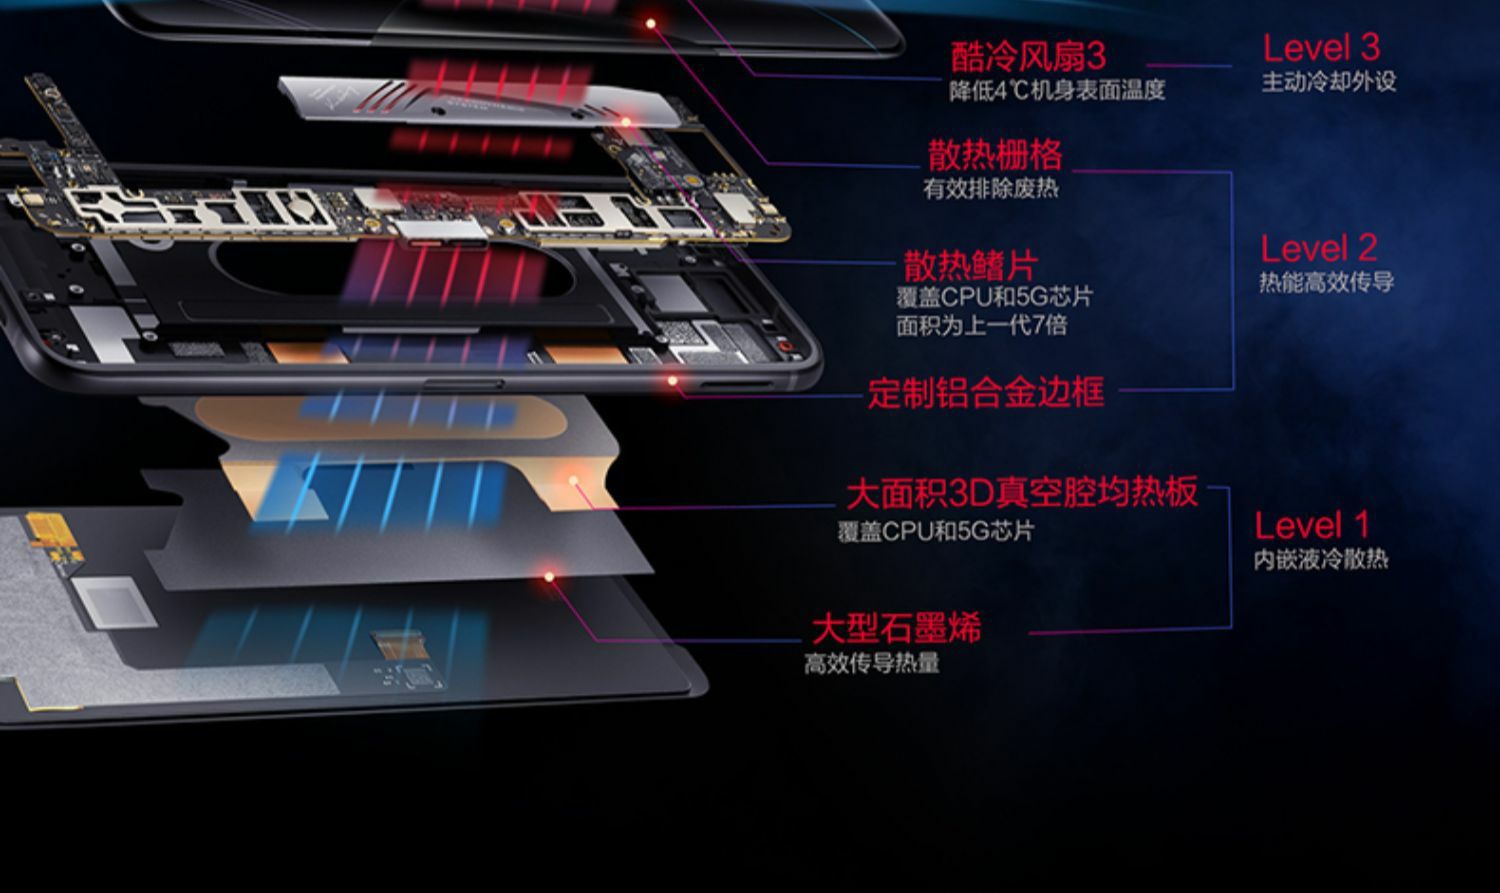 酷冷风扇3
降低4℃机身表面温度
Level 3
主动冷却外设
散热栅格
有效排除废热
散热鳍片
覆盖CPU和5G芯片
面积为上一代7倍
定制铝合金边框
Level 2
热能高效传导
大面积3D真空腔均热板
覆盖CPU和5G芯片
大型石墨烯
高效传导热量
Level 1
内嵌液冷散热